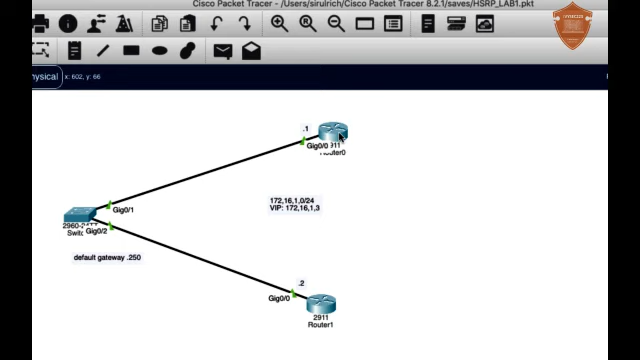 Cisco Packet Tracer - /Users/sirulrich/Cisco Packet Tracer 8.2.1/saves/HSRP_LAB1.pkt
hysical
x: 602, y: 66
.1
Gig0/0
Router0
Gig0/1
172,16,1,0/24
VIP: 172,16,1,3
Gig0/2
default gateway .250
.2
Gig0/0
2911
Router1